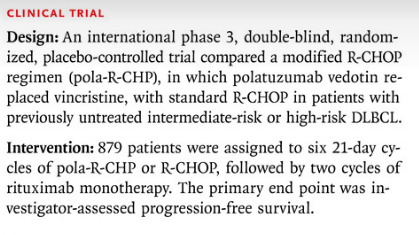 CLINICAL TRIAL
Design: An international phase 3, double-blind, random-
ized, placebo-controlled trial compared a modified R-CHOP
regimen (pola-R-CHP), in which polatuzumab vedotin re-
placed vincristine, with standard R-CHOP in patients with
previously untreated intermediate-risk or high-risk DLBCL.
Intervention: 879 patients were assigned to six 21-day cy-
cles of pola-R-CHP or R-CHOP, followed by two cycles of
rituximab monotherapy. The primary end point was in-
vestigator-assessed progression-free survival.